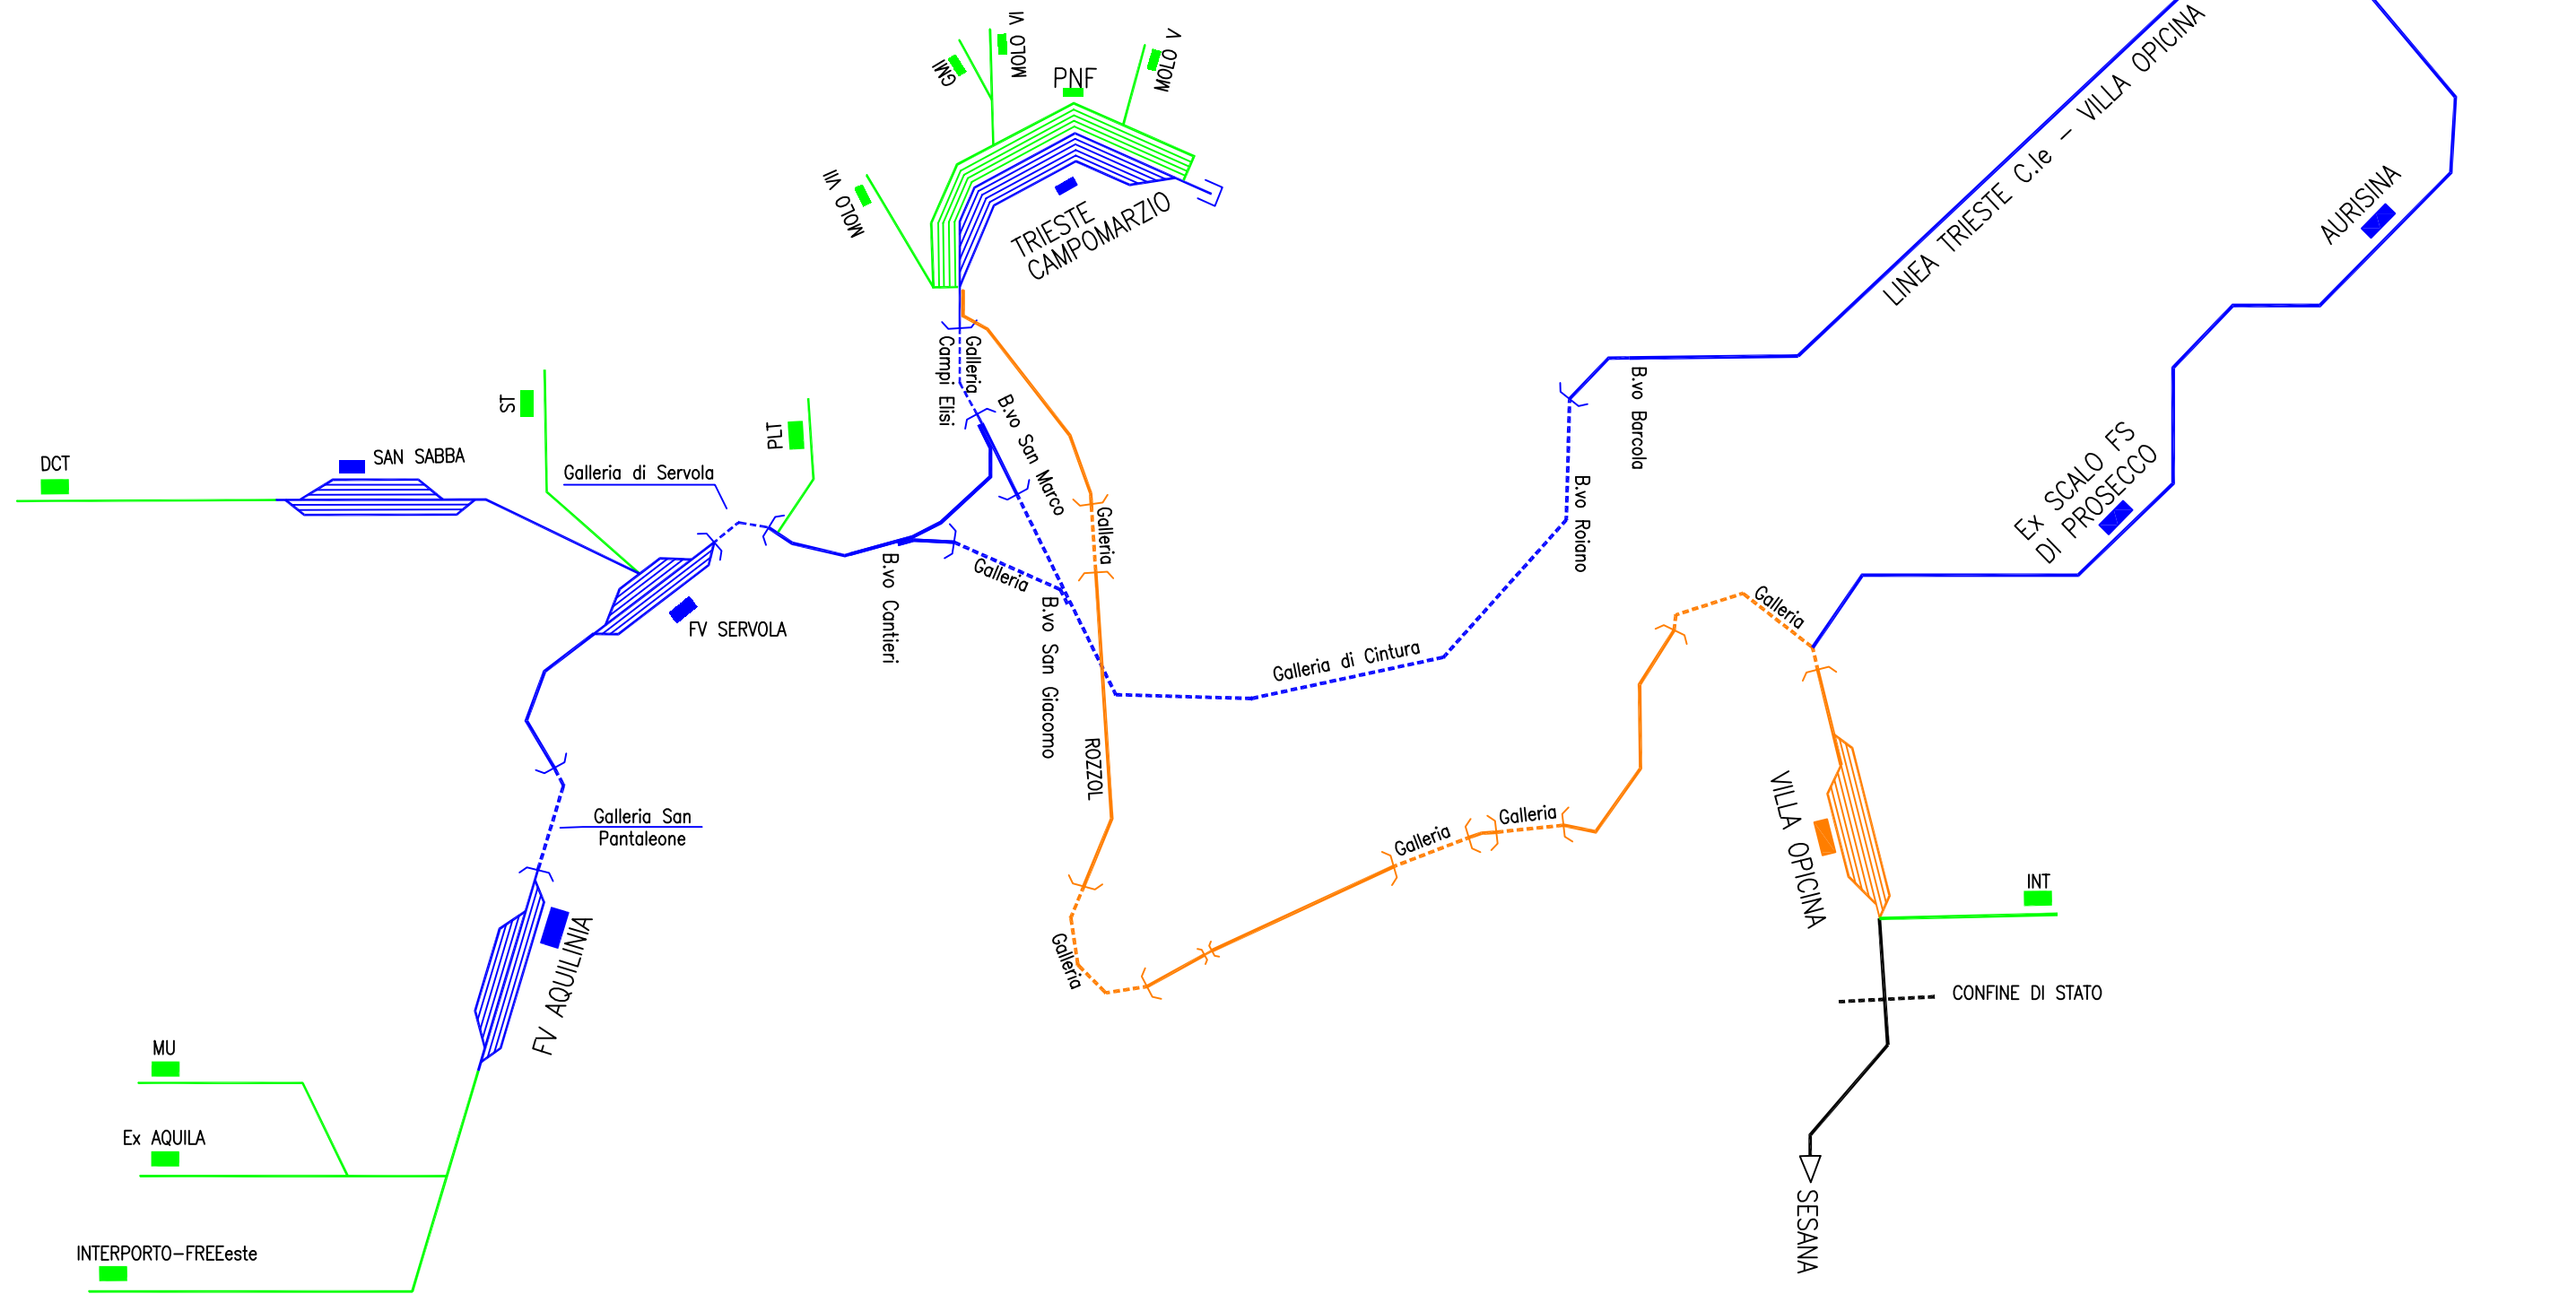 GMI
MOLO VI
PNF
MOLO V
MOLO VII
TRIESTE
CAMPOMARZIO
LINEA TRIESTE C.le - VILLA OPICINA
AURISINA
Galleria
Campi Elisi
B.vo San Marco
B.vo Barcola
ST
PLT
DCT
SAN SABBA
Galleria di Servola
Galleria
B.vo Roiano
Ex SCALO FS
DI PROSECCO
B.vo Cantieri
Galleria
B.vo San Giacomo
Galleria
FV SERVOLA
Galleria di Cintura
ROZZOL
Galleria San
Pantaleone
Galleria
Galleria
VILLA OPICINA
INT
FV AQUILINIA
Galleria
CONFINE DI STATO
MU
Ex AQUILA
SESANA
INTERPORTO-FREEeste